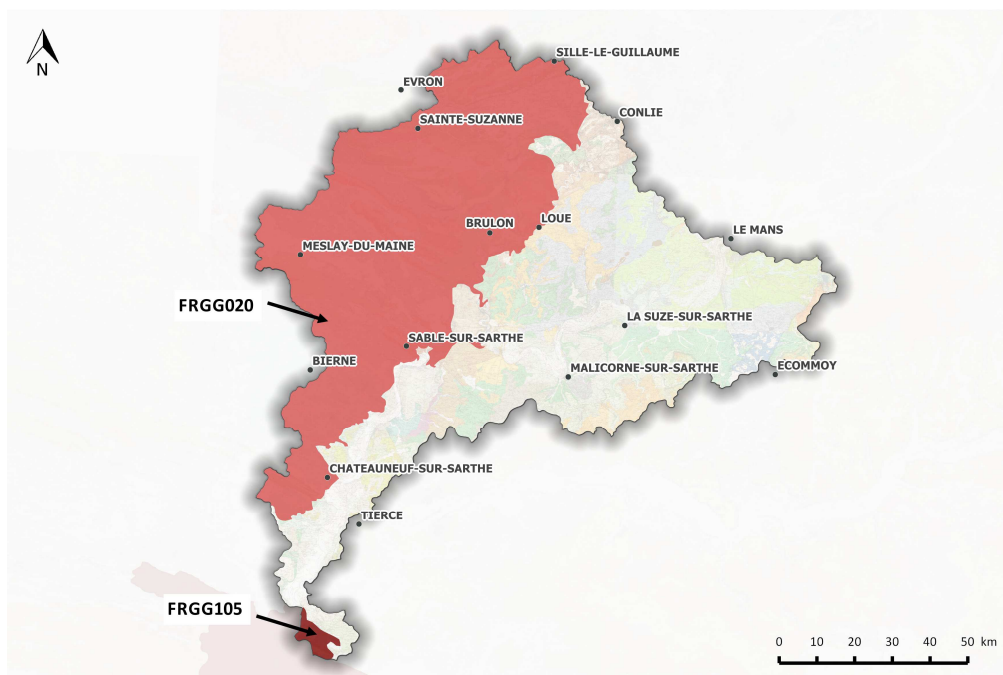 SILLE-LE-GUILLAUME
N
EVRON
CONLIE
SAINTE-SUZANNE
LOUE
BRULON
LE MANS
MESLAY-DU-MAINE
FRGG020
LA SUZE-SUR-SARTHE
SABLE-SUR-SARTHE
BIERNE
MALICORNE-SUR-SARTHE
ECOMMOY
CHATEAUNEUF-SUR-SARTHE
TIERCE
FRGG105
0 10 20 30 40 50 km